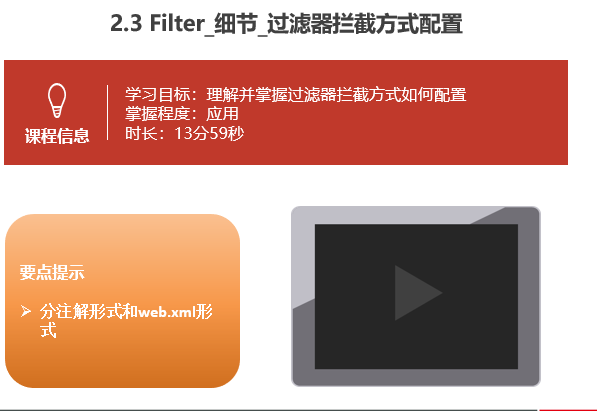 2.3 Filter_细节_过滤器拦截方式配置
课程信息
学习目标：理解并掌握过滤器拦截方式如何配置
掌握程度：应用
时长：13分59秒
要点提示
分注解形式和web.xml形
式